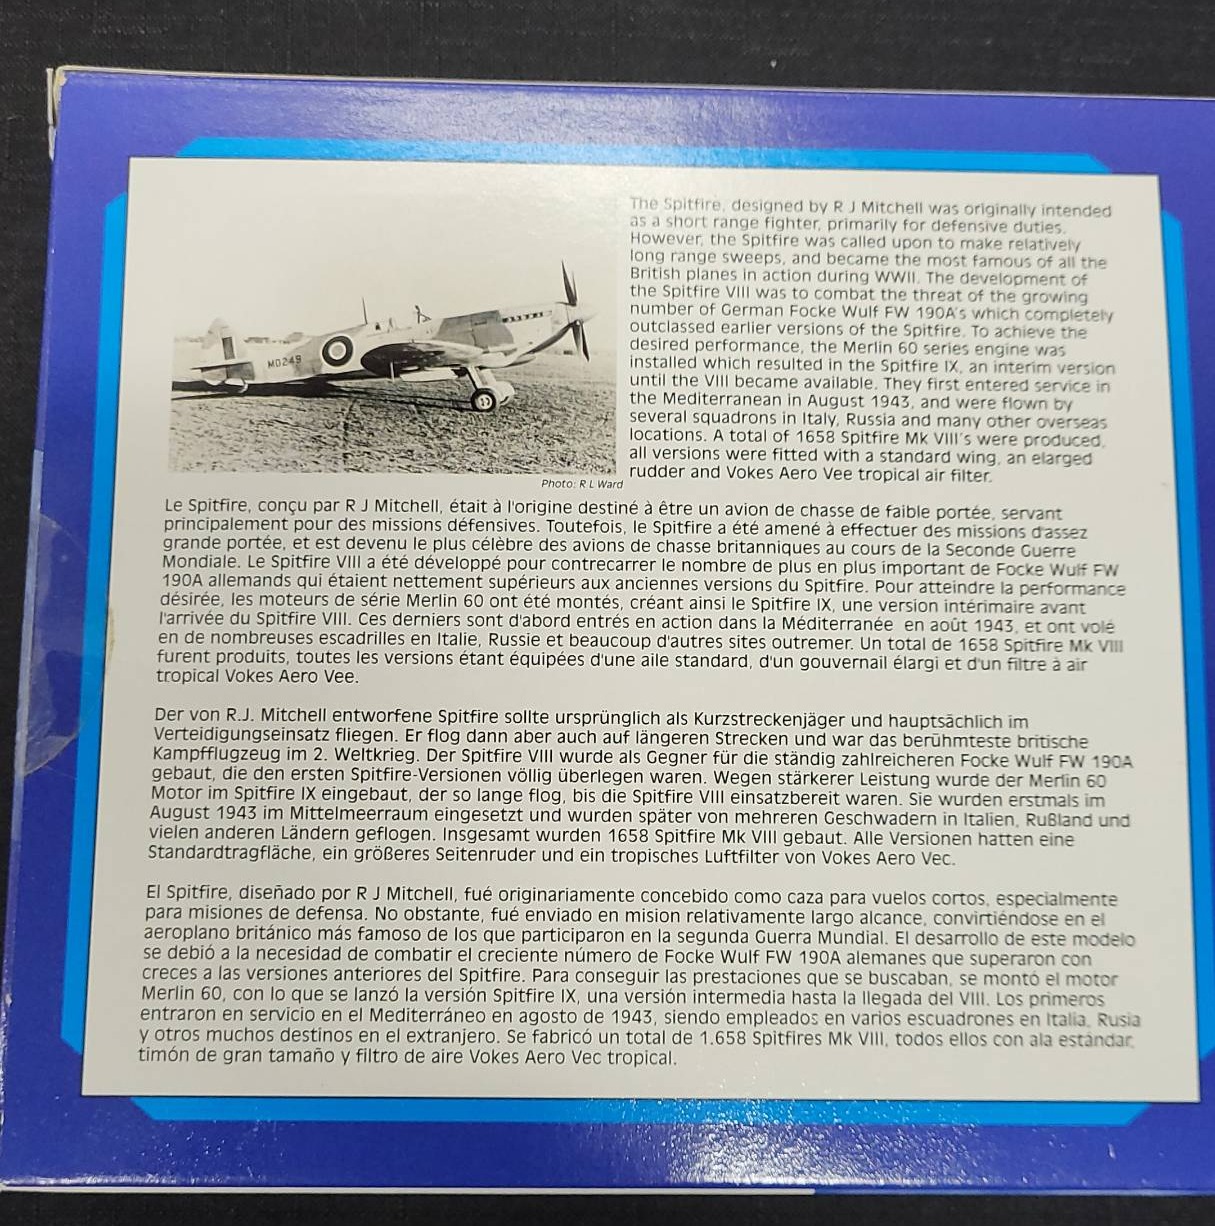 The Spitfire, designed by R J Mitchell was originally intended
as a short range fighter, primarily for defensive duties.
However, the Spitfire was called upon to make relatively
long range sweeps, and became the most famous of all the
British planes in action during WWII. The development of
the Spitfire VIII was to combat the threat of the growing
number of German Focke Wulf FW 190A's which completely
outclassed earlier versions of the Spitfire. To achieve the
desired performance, the Merlin 60 series engine was
installed which resulted in the Spitfire IX, an interim version
until the VIII became available. They first entered service in
the Mediterranean in August 1943, and were flown by
several squadrons in Italy, Russia and many other overseas
locations. A total of 1658 Spitfire Mk VIII's were produced,
all versions were fitted with a standard wing, an elarged
rudder and Vokes Aero Vee tropical air filter.
MD249
Photo: R L Ward
Le Spitfire, conçu par R J Mitchell, était à l'origine destiné à être un avion de chasse de faible portée, servant
principalement pour des missions défensives. Toutefois, le Spitfire a été amené à effectuer des missions d'assez
grande portée, et est devenu le plus célèbre des avions de chasse britanniques au cours de la Seconde Guerre
Mondiale. Le Spitfire VIII a été développé pour contrecarrer le nombre de plus en plus important de Focke Wulf FW
190A allemands qui étaient nettement supérieurs aux anciennes versions du Spitfire. Pour atteindre la performance
désirée, les moteurs de série Merlin 60 ont été montés, créant ainsi le Spitfire IX, une version intérimaire avant
l'arrivée du Spitfire VIII. Ces derniers sont d'abord entrés en action dans la Méditerranée en août 1943, et ont volé
en de nombreuses escadrilles en Italie, Russie et beaucoup d'autres sites outremer. Un total de 1658 Spitfire Mk VIII
furent produits, toutes les versions étant équipées d'une aile standard, d'un gouvernail élargi et d'un filtre à air
tropical Vokes Aero Vee.
Der von R.J. Mitchell entworfene Spitfire sollte ursprünglich als Kurzstreckenjäger und hauptsächlich im
Verteidigungseinsatz fliegen. Er flog dann aber auch auf längeren Strecken und war das berühmteste britische
Kampfflugzeug im 2. Weltkrieg. Der Spitfire VIII wurde als Gegner für die ständig zahlreicheren Focke Wulf FW 190A
gebaut, die den ersten Spitfire-Versionen völlig überlegen waren. Wegen stärkerer Leistung wurde der Merlin 60
Motor im Spitfire IX eingebaut, der so lange flog, bis die Spitfire VIII einsatzbereit waren. Sie wurden erstmals im
August 1943 im Mittelmeerraum eingesetzt und wurden später von mehreren Geschwadern in Italien, Rußland und
vielen anderen Ländern geflogen. Insgesamt wurden 1658 Spitfire Mk VIII gebaut. Alle Versionen hatten eine
Standardtragfläche, ein größeres Seitenruder und ein tropisches Luftfilter von Vokes Aero Vec.
El Spitfire, diseñado por R J Mitchell, fué originariamente concebido como caza para vuelos cortos, especialmente
para misiones de defensa. No obstante, fué enviado en mision relativamente largo alcance, convirtiéndose en el
aeroplano británico más famoso de los que participaron en la segunda Guerra Mundial. El desarrollo de este modelo
se debió a la necesidad de combatir el creciente número de Focke Wulf FW 190A alemanes que superaron con
creces a las versiones anteriores del Spitfire. Para conseguir las prestaciones que se buscaban, se montó el motor
Merlin 60, con lo que se lanzó la versión Spitfire IX, una versión intermedia hasta la llegada del VIII. Los primeros
entraron en servicio en el Mediterráneo en agosto de 1943, siendo empleados en varios escuadrones en Italia, Rusia
y otros muchos destinos en el extranjero. Se fabricó un total de 1.658 Spitfires Mk VIII, todos ellos con ala estándar,
timón de gran tamaño y filtro de aire Vokes Aero Vec tropical.